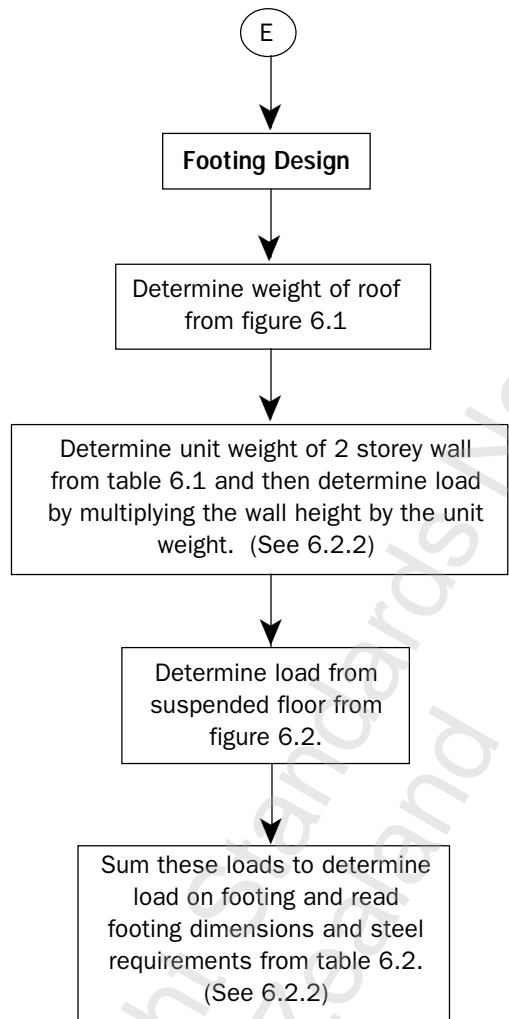 E
Footing Design
Determine weight of roof
from figure 6.1
Determine unit weight of 2 storey wall
from table 6.1 and then determine load
by multiplying the wall height by the unit
weight. (See 6.2.2)
Determine load from
suspended floor from
figure 6.2.
Sum these loads to determine
load on footing and read
footing dimensions and steel
requirements from table 6.2.
(See 6.2.2)
Standards
Zealand